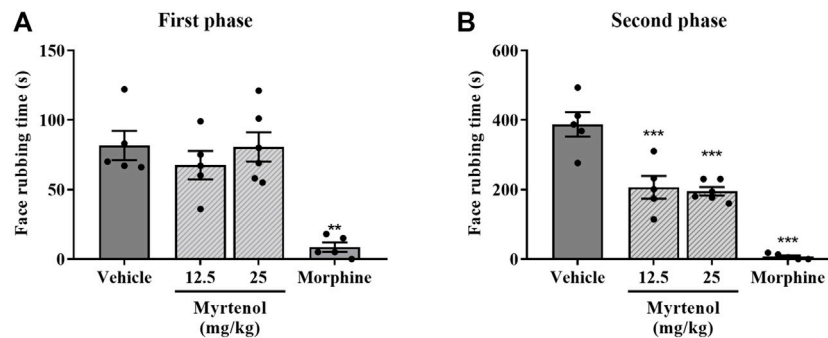 A
First phase
Face rubbing time (s)
150
100
50
0
**
Vehicle
12.5
25
Morphine
Myrtenol
(mg/kg)
B
Second phase
Face rubbing time (s)
600
400
200
0
***
***
***
Vehicle
12.5
25
Morphine
Myrtenol
(mg/kg)